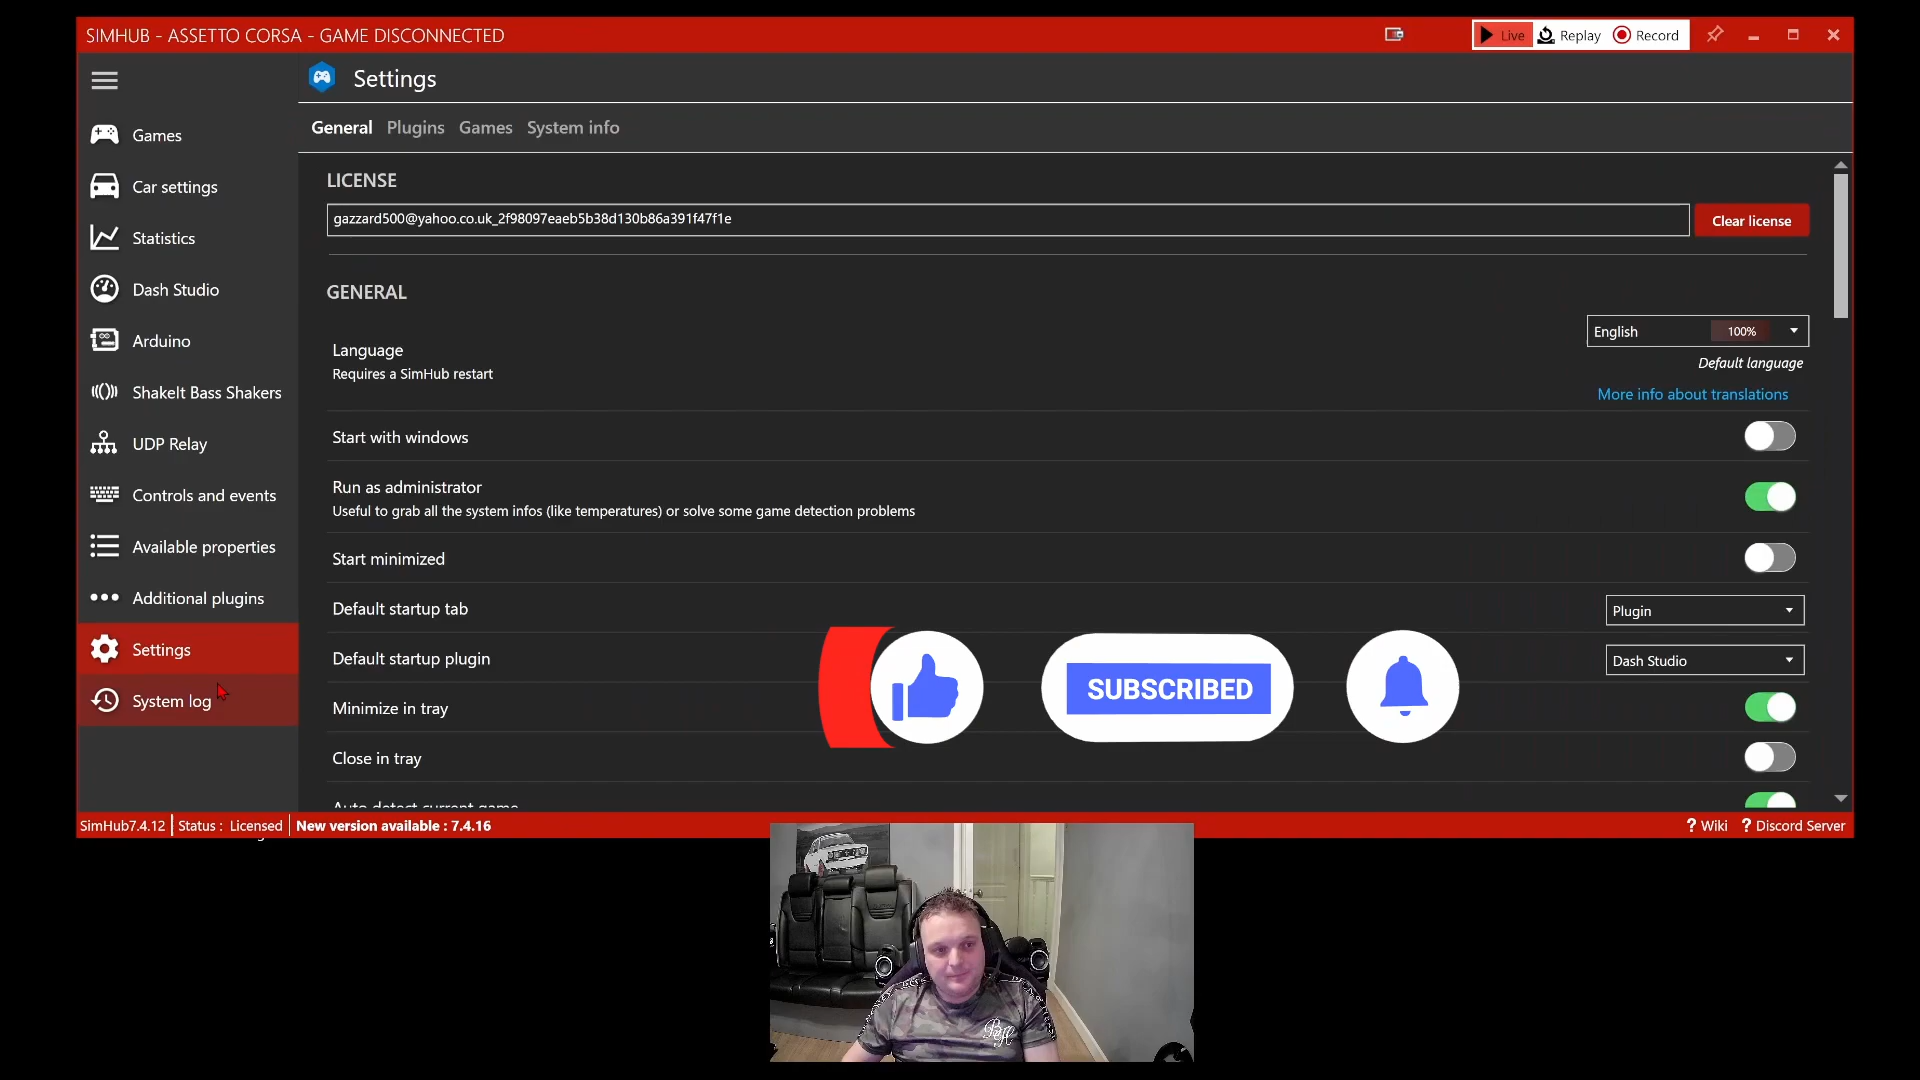 SIMHUB - ASSETTO CORSA - GAME DISCONNECTED
Live
Replay
Record
Settings
General
Plugins
Games
System info
Games
Car settings
Statistics
Dash Studio
Arduino
ShakeIt Bass Shakers
UDP Relay
Controls and events
Available properties
Additional plugins
Settings
System log
LICENSE
gazzard500@yahoo.co.uk_2f98097eaeb5b38d130b86a391f47f1e
Clear license
GENERAL
Language
Requires a SimHub restart
English
100%
Default language
More info about translations
Start with windows
Run as administrator
Useful to grab all the system infos (like temperatures) or solve some game detection problems
Start minimized
Default startup tab
Plugin
Default startup plugin
Dash Studio
SUBSCRIBED
Minimize in tray
Close in tray
Auto detect current game
SimHub7.4.12
Status : Licensed
New version available : 7.4.16
? Wiki
? Discord Server